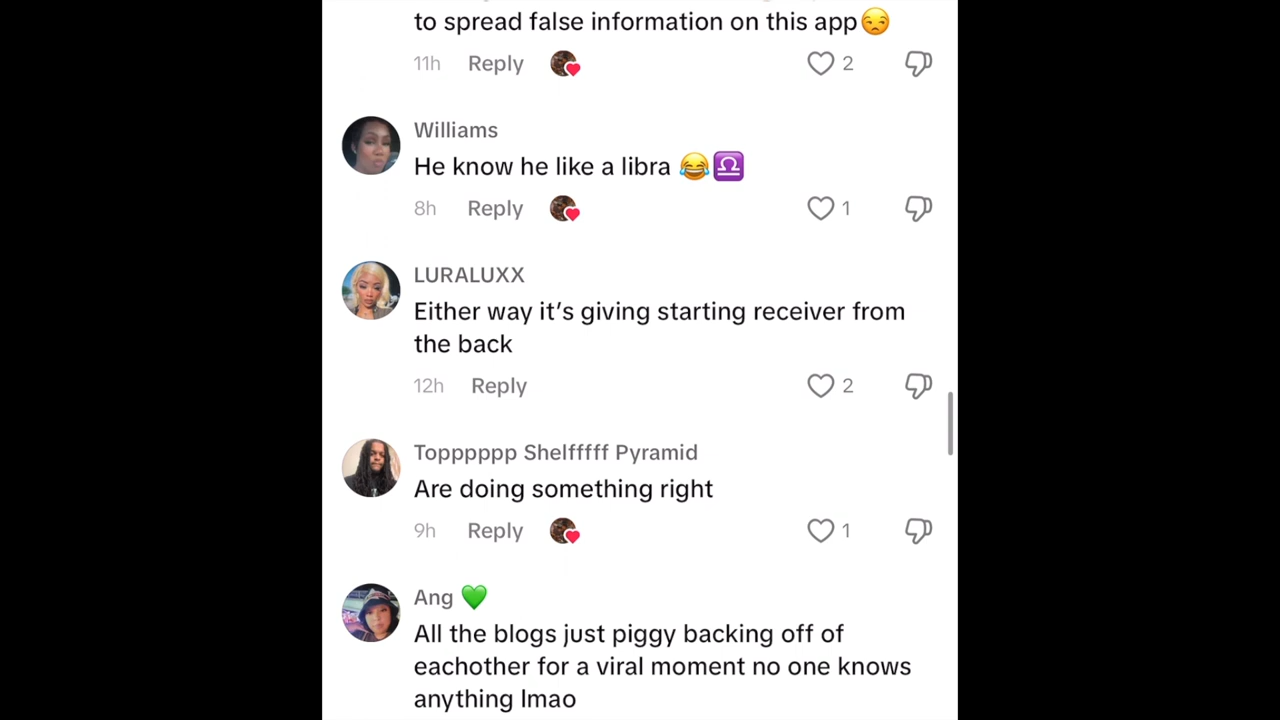 to spread false information on this app😒
11h Reply 2
Williams
He know he like a libra 😂♎
8h Reply 1
LURALUXX
Either way it’s giving starting receiver from
the back
12h Reply 2
Topppppp Shelfffff Pyramid
Are doing something right
9h Reply 1
Ang 💚
All the blogs just piggy backing off of
eachother for a viral moment no one knows
anything lmao